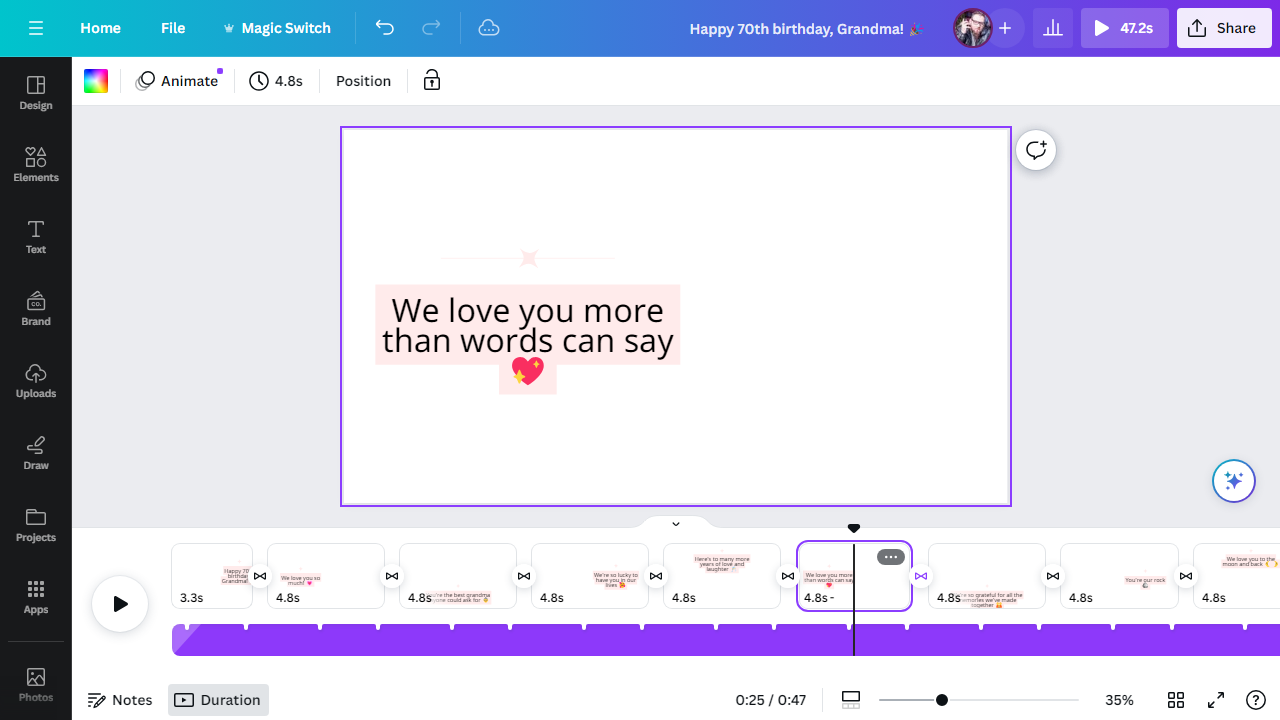 Home
File
Magic Switch
Happy 70th birthday, Grandma! 🎉
47.2s
Share
Design
Elements
Text
Brand
CO.
Uploads
Draw
Projects
Apps
Photos
Animate
4.8s
Position
We love you more
than words can say
💖
Happy 70
birthday
Grandma!
3.3s
We love you so
much! 💗
4.8s
're the best grandma
one could ask for
4.8s
We're so lucky to
have you in our
lives
4.8s
Here's to many more
years of love and
laughter
4.8s
We love you more
than words can say
💖
4.8s -
so grateful for all the
memories we've made
together
4.8s
You're our rock
4.8s
We love you to the
moon and back
4.8s
Notes
Duration
0:25 / 0:47
35%